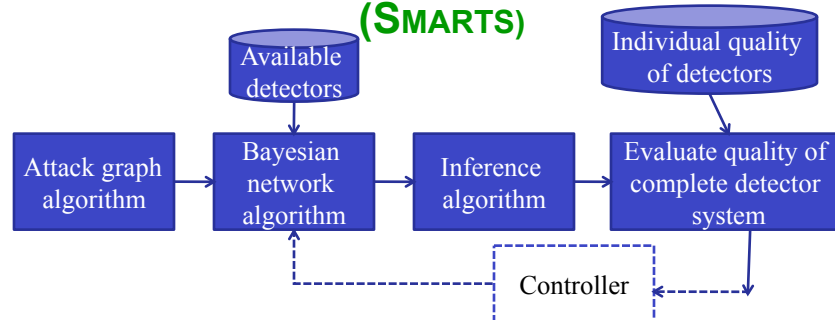 (SMARTS)
Available
detectors
Individual quality
of detectors
Attack graph
algorithm
Bayesian
network
algorithm
Inference
algorithm
Evaluate quality of
complete detector
system
Controller